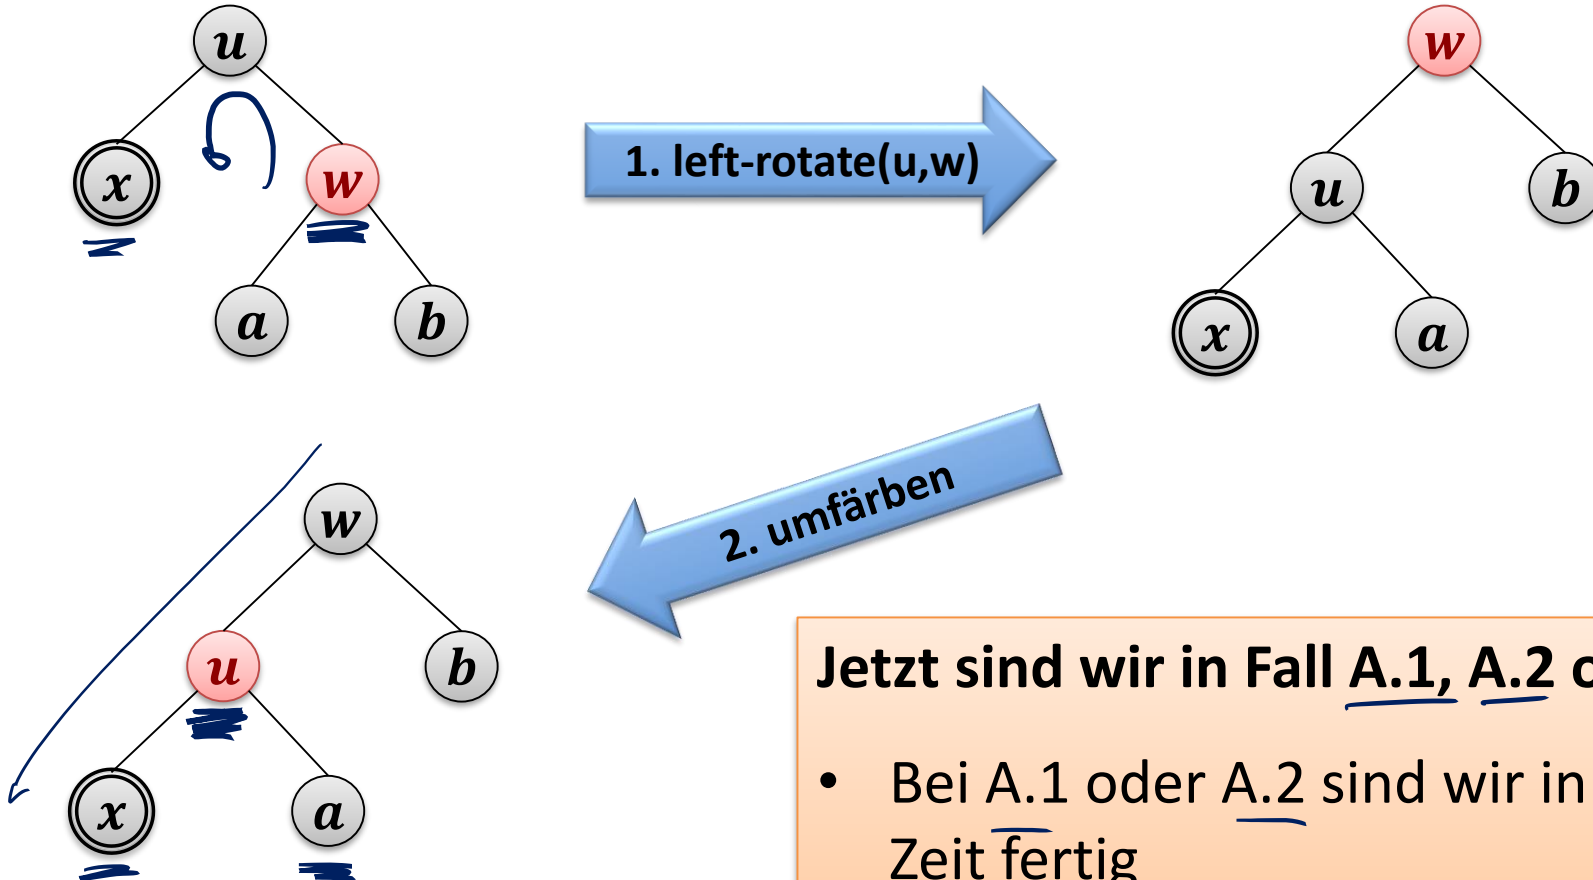 u
x
w
a
b
1. left-rotate(u,w)
w
u
b
x
a
2. umfärben
w
u
b
x
a
Jetzt sind wir in Fall A.1, A.2
• Bei A.1 oder A.2 sind wir in
Zeit fertig